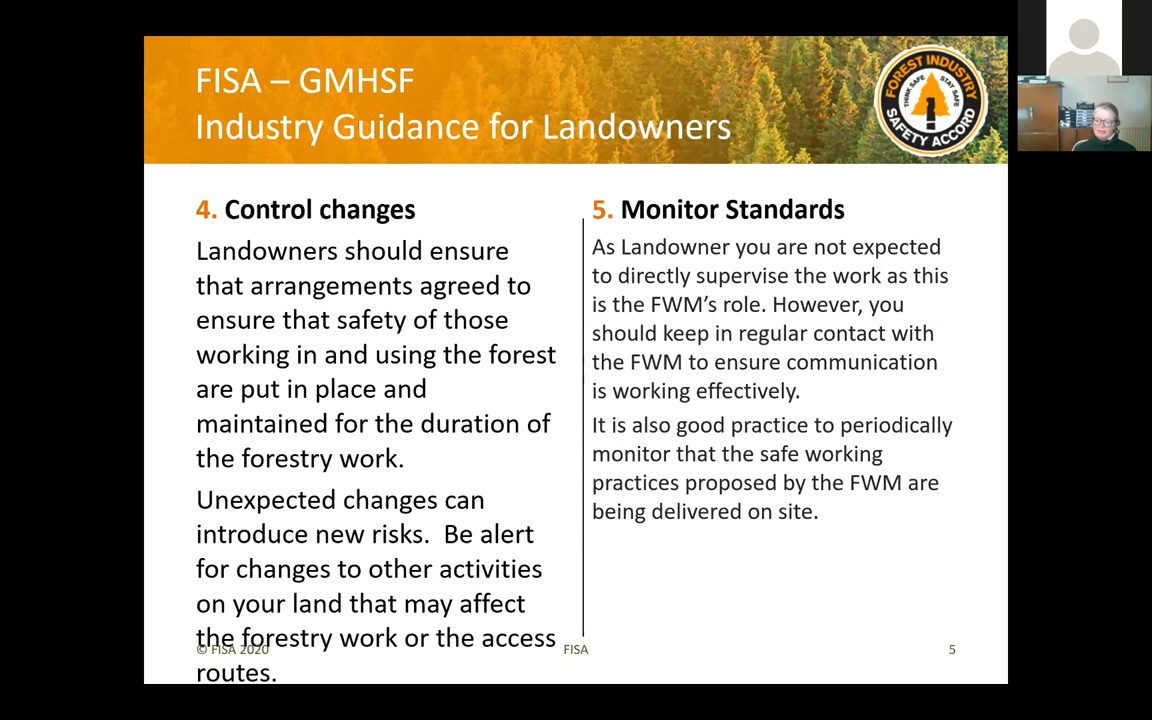 FISA – GMHSF
Industry Guidance for Landowners
FOREST INDUSTRY
THINK SAFE
STAY SAFE
SAFETY ACCORD
4. Control changes
Landowners should ensure
that arrangements agreed to
ensure that safety of those
working in and using the forest
are put in place and
maintained for the duration of
the forestry work.
Unexpected changes can
introduce new risks.  Be alert
for changes to other activities
on your land that may affect
the forestry work or the access
routes.
5. Monitor Standards
As Landowner you are not expected
to directly supervise the work as this
is the FWM’s role. However, you
should keep in regular contact with
the FWM to ensure communication
is working effectively.
It is also good practice to periodically
monitor that the safe working
practices proposed by the FWM are
being delivered on site.
© FISA 2020
FISA
5